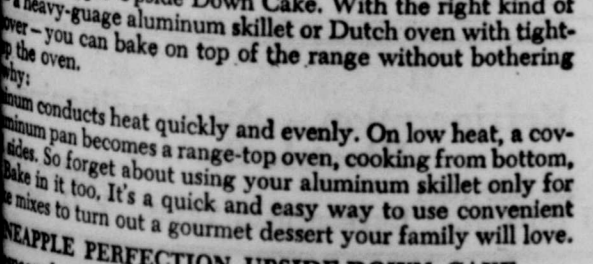 heavy-guage aluminum skillet or Dutch oven with tight-
Down Cake. With the right kind of
over—you can bake on top of the range without bothering
the oven.
why:
conducts heat quickly and evenly. On low heat, a cov-
pan becomes a range-top oven, cooking from bottom,
sides. So forget about using your aluminum skillet only for
Bake in it too. It's a quick and easy way to use convenient
mixes to turn out a gourmet dessert your family will love.
PERFECTION